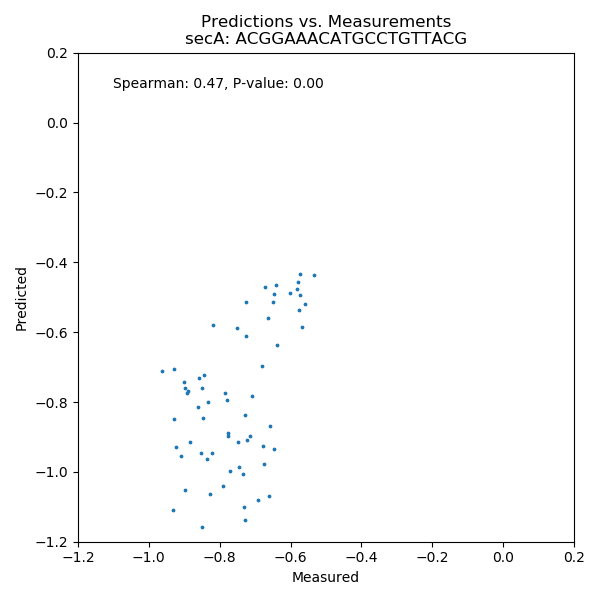 Predictions vs. Measurements
secA: ACGGAAACATGCCTGTTACG
Spearman: 0.47, P-value: 0.00
0.2
0.0
−0.2
−0.4
−0.6
−0.8
−1.0
−1.2
Predicted
−1.2 −1.0 −0.8 −0.6 −0.4 −0.2 0.0 0.2
Measured